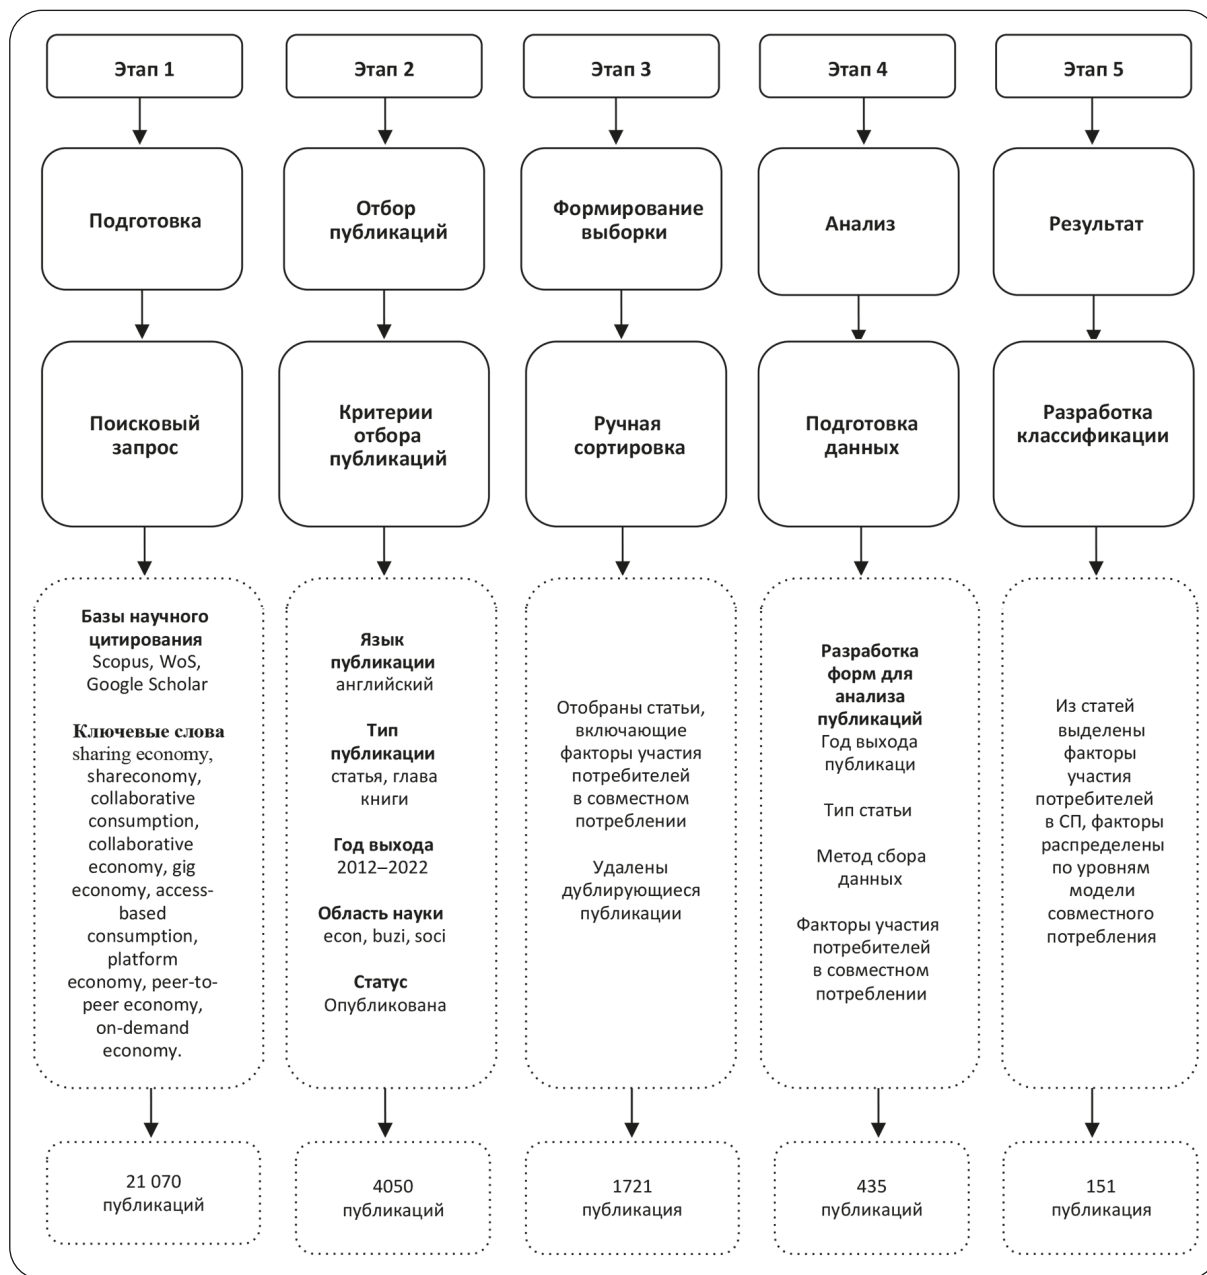 Этап 1
Подготовка
Поисковый
запрос
Базы научного
цитирования
Scopus, WoS,
Google Scholar
Ключевые слова
sharing economy,
shareconomy,
collaborative
consumption,
collaborative
economy, gig
economy, access-
based
consumption,
platform
economy, peer-to-
peer economy,
on-demand
economy.
21 070
публикаций
Этап 2
Отбор
публикаций
Критерии
отбора
публикаций
Язык
публикации
английский
Тип
публикации
статья, глава
книги
Год выхода
2012–2022
Область науки
econ, buzi, soci
Статус
Опубликована
4050
публикаций
Этап 3
Формирование
выборки
Ручная
сортировка
Отобраны статьи,
включающие
факторы участия
потребителей
в совместном
потреблении
Удалены
дублирующиеся
публикации
1721
публикация
Этап 4
Анализ
Подготовка
данных
Разработка
форм для
анализа
публикаций
Год выхода
публикаци
Тип статьи
Метод сбора
данных
Факторы участия
потребителей
в совместном
потреблении
435
публикаций
Этап 5
Результат
Разработка
классификации
Из статей
выделены
факторы
участия
потребителей
в СП, факторы
распределены
по уровням
модели
совместного
потребления
151
публикация